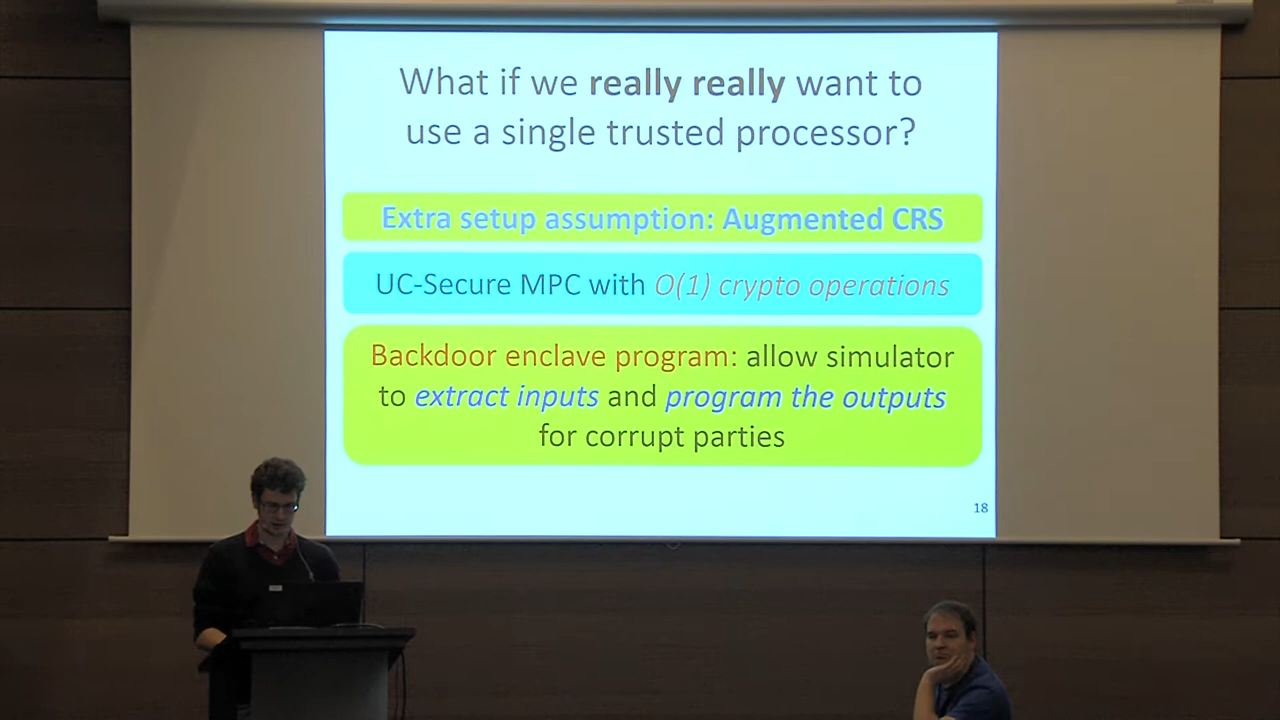 What if we really really want to
use a single trusted processor?
Extra setup assumption: Augmented CRS
UC-Secure MPC with O(1) crypto operations
Backdoor enclave program: allow simulator
to extract inputs and program the outputs
for corrupt parties
18